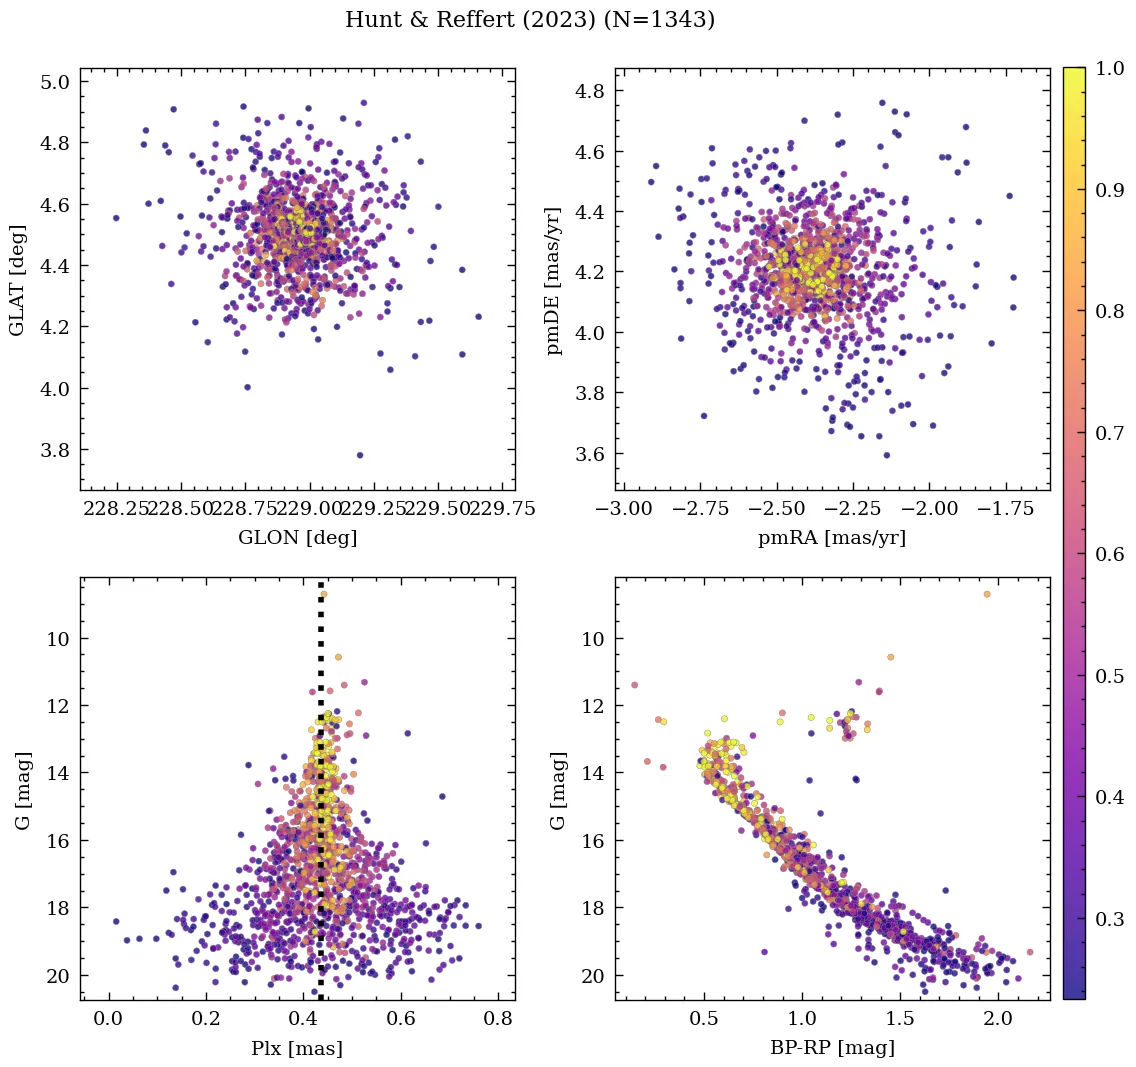 Hunt & Reffert (2023) (N=1343)
5.0
4.8
4.6
4.4
4.2
4.0
3.8
GLAT [deg]
228.25 228.50 228.75 229.00 229.25 229.50 229.75
GLON [deg]
4.8
4.6
4.4
4.2
4.0
3.8
3.6
pmDE [mas/yr]
−3.00 −2.75 −2.50 −2.25 −2.00 −1.75
pmRA [mas/yr]
10
12
14
16
18
20
G [mag]
0.0 0.2 0.4 0.6 0.8
Plx [mas]
10
12
14
16
18
20
G [mag]
0.5 1.0 1.5 2.0
BP-RP [mag]
1.0
0.9
0.8
0.7
0.6
0.5
0.4
0.3